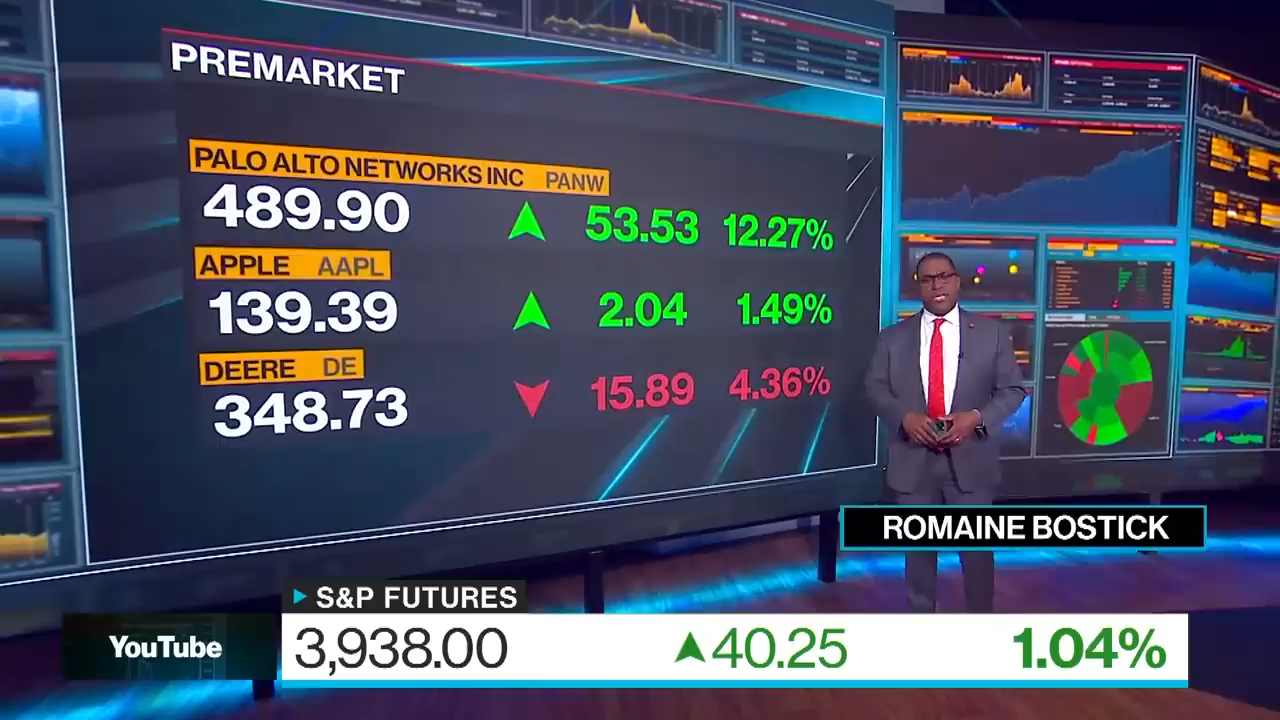 PREMARKET
PALO ALTO NETWORKS INC PANW
489.90 ▲ 53.53 12.27%
APPLE AAPL
139.39 ▲ 2.04 1.49%
DEERE DE
348.73 ▼ 15.89 4.36%
ROMAINE BOSTICK
S&P FUTURES
YouTube
3,938.00 ▲40.25 1.04%